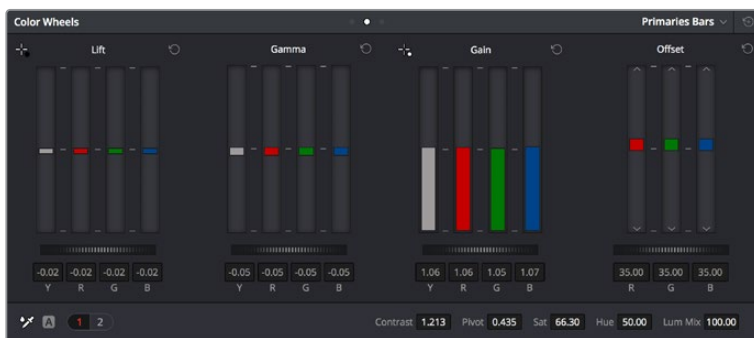 Color Wheels Primaries Bars
Lift Gamma Gain Offset
-0.02 -0.02 -0.02 -0.02 -0.05 -0.05 -0.05 -0.05 1.06 1.06 1.05 1.07 35.00 35.00 35.00
Y R G B Y R G B Y R G B R G B
A 1 2 Contrast 1.213 Pivot 0.435 Sat 66.30 Hue 50.00 Lum Mix 100.00